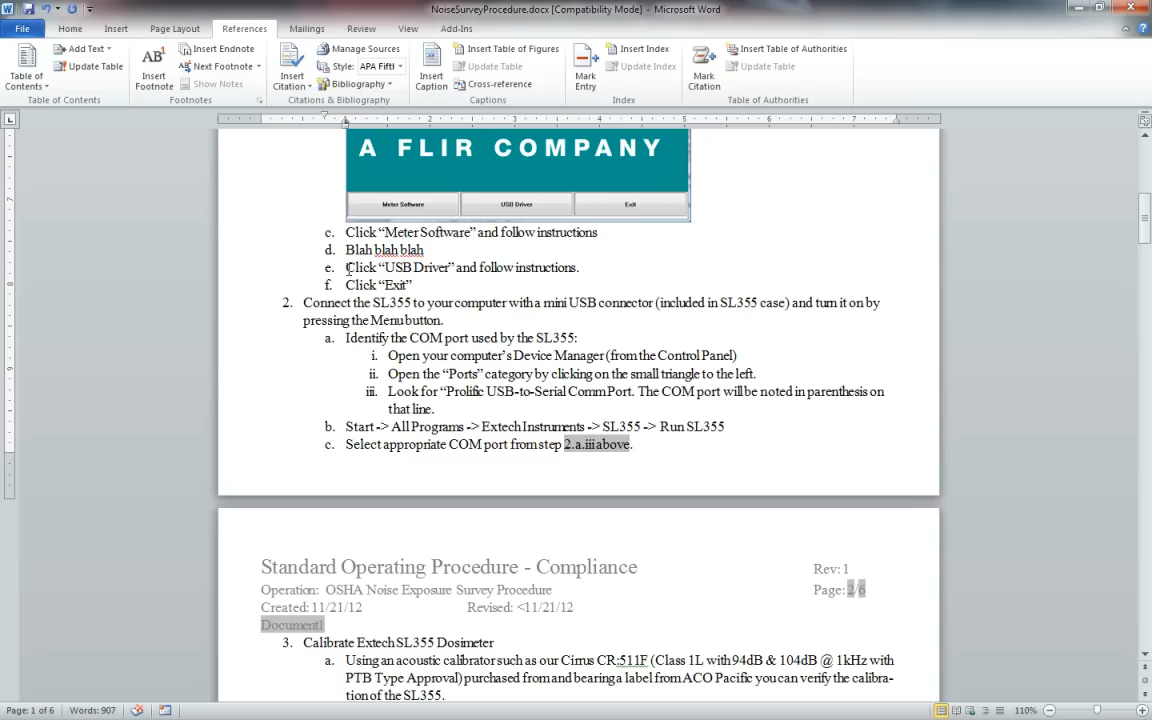 NoiseSurveyProcedure.docx [Compatibility Mode] - Microsoft Word
File Home Insert Page Layout References Mailings Review View Add-Ins
Table of Contents
Add Text
Update Table
Table of Contents
AB¹ Insert Footnote
Insert Endnote
Next Footnote
Show Notes
Footnotes
Insert Citation
Manage Sources
Style: APA Fifth
Bibliography
Citations & Bibliography
Insert Caption
Insert Table of Figures
Update Table
Cross-reference
Captions
Mark Entry
Insert Index
Update Index
Index
Mark Citation
Insert Table of Authorities
Update Table
Table of Authorities
1 2 3 4 5 6 7
A FLIR COMPANY
Meter Software USB Driver Exit
c. Click “Meter Software” and follow instructions
d. Blah blah blah
e. Click “USB Driver” and follow instructions.
f. Click “Exit”
2. Connect the SL355 to your computer with a mini USB connector (included in SL355 case) and turn it on by
pressing the Menu button.
a. Identify the COM port used by the SL355:
i. Open your computer’s Device Manager (from the Control Panel)
ii. Open the “Ports” category by clicking on the small triangle to the left.
iii. Look for “Prolific USB-to-Serial Comm Port. The COM port will be noted in parenthesis on
that line.
b. Start -> All Programs -> Extech Instruments -> SL355 -> Run SL355
c. Select appropriate COM port from step 2.a.iii above.
Standard Operating Procedure - Compliance Rev: 1
Operation: OSHA Noise Exposure Survey Procedure Page: 2/6
Created: 11/21/12 Revised: <11/21/12
Document1
3. Calibrate Extech SL355 Dosimeter
a. Using an acoustic calibrator such as our Cirrus CR:511F (Class 1L with 94dB & 104dB @ 1kHz with
PTB Type Approval) purchased from and bearing a label from ACO Pacific you can verify the calibra-
tion of the SL355.
Page: 1 of 6 Words: 907 110%